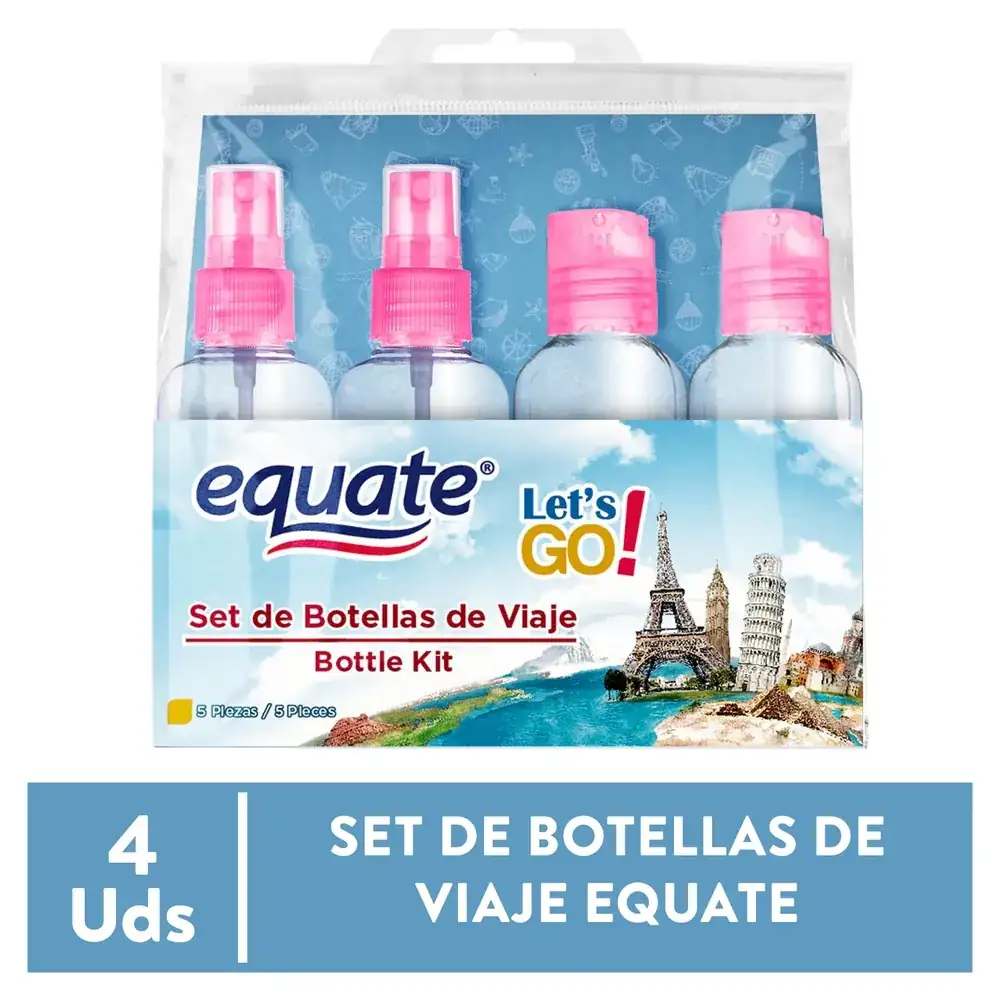 equate®
Let's
GO!
Set de Botellas de Viaje
Bottle Kit
5 Piezas / 5 Pieces
4
Uds
SET DE BOTELLAS DE
VIAJE EQUATE